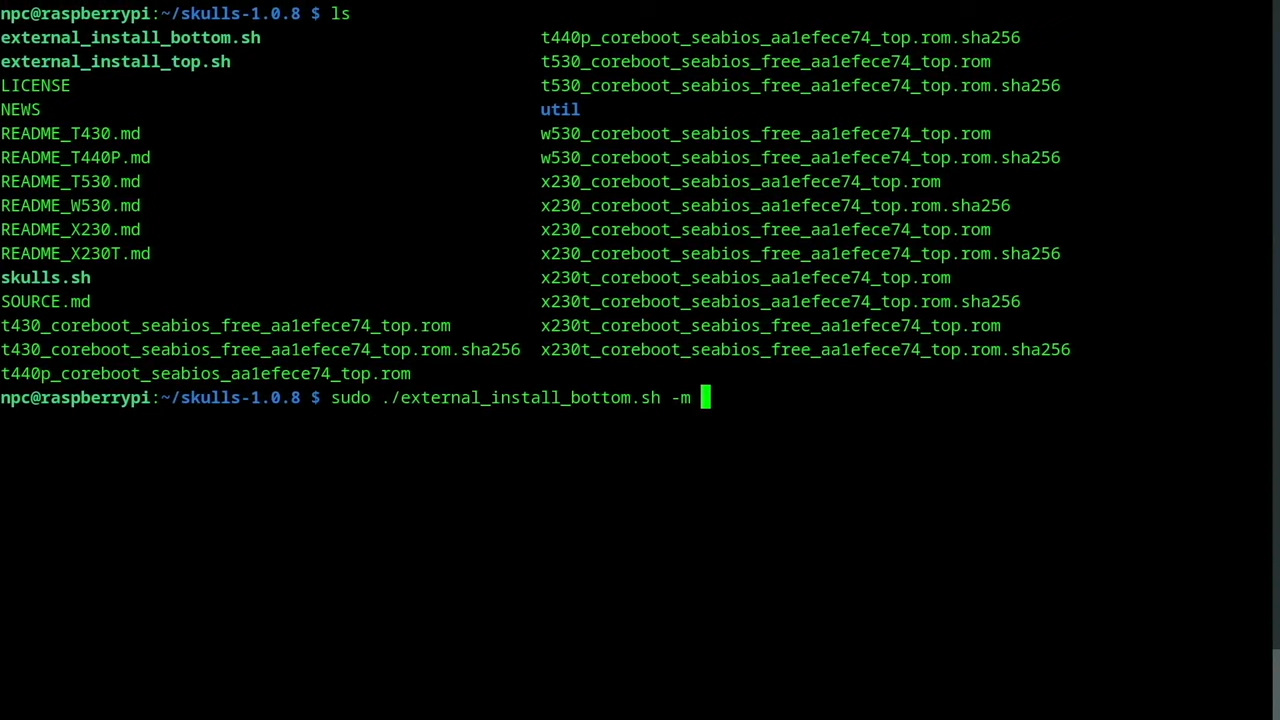 npc@raspberrypi:~/skulls-1.0.8 $ ls
external_install_bottom.sh t440p_coreboot_seabios_aa1efece74_top.rom.sha256
external_install_top.sh t530_coreboot_seabios_free_aa1efece74_top.rom
LICENSE t530_coreboot_seabios_free_aa1efece74_top.rom.sha256
NEWS util
README_T430.md w530_coreboot_seabios_free_aa1efece74_top.rom
README_T440P.md w530_coreboot_seabios_free_aa1efece74_top.rom.sha256
README_T530.md x230_coreboot_seabios_aa1efece74_top.rom
README_W530.md x230_coreboot_seabios_aa1efece74_top.rom.sha256
README_X230.md x230_coreboot_seabios_free_aa1efece74_top.rom
README_X230T.md x230_coreboot_seabios_free_aa1efece74_top.rom.sha256
skulls.sh x230t_coreboot_seabios_aa1efece74_top.rom
SOURCE.md x230t_coreboot_seabios_aa1efece74_top.rom.sha256
t430_coreboot_seabios_free_aa1efece74_top.rom x230t_coreboot_seabios_free_aa1efece74_top.rom
t430_coreboot_seabios_free_aa1efece74_top.rom.sha256 x230t_coreboot_seabios_free_aa1efece74_top.rom.sha256
t440p_coreboot_seabios_aa1efece74_top.rom
npc@raspberrypi:~/skulls-1.0.8 $ sudo ./external_install_bottom.sh -m